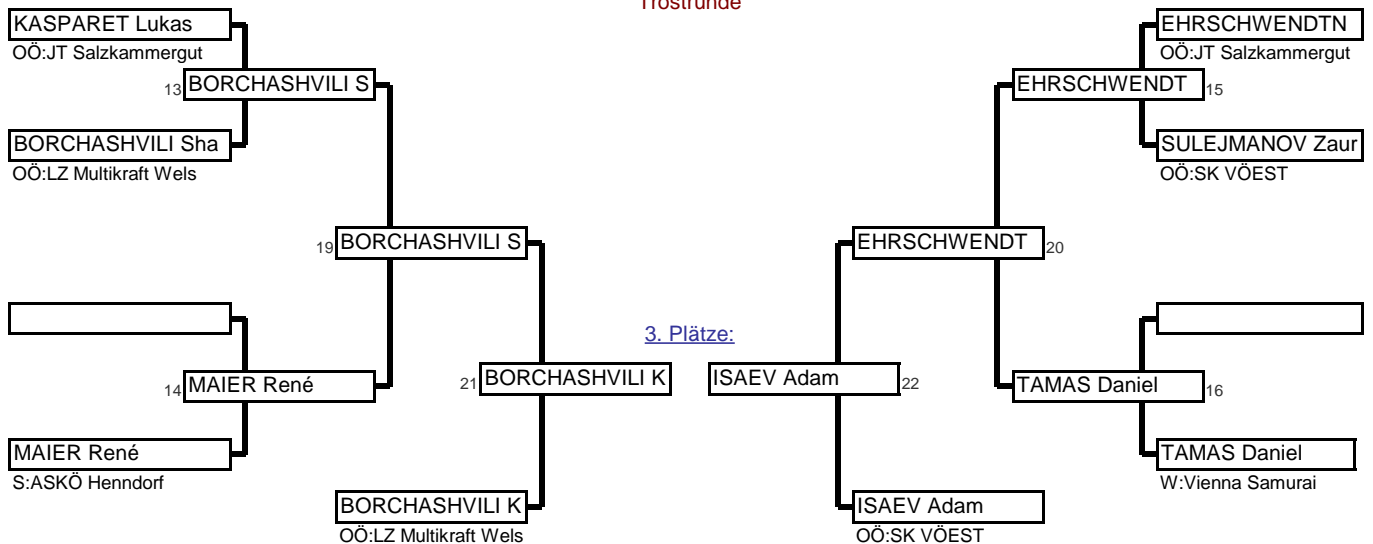 Trostrunde
KASPARET Lukas
OÖ:JT Salzkammergut
13 BORCHASHVILI S
BORCHASHVILI Sha
OÖ:LZ Multikraft Wels
19 BORCHASHVILI S
14 MAIER René
MAIER René
S:ASKÖ Henndorf
21 BORCHASHVILI K
BORCHASHVILI K
OÖ:LZ Multikraft Wels
3. Plätze:
EHRSCHWENDTN
OÖ:JT Salzkammergut
EHRSCHWENDT 15
SULEJMANOV Zaur
OÖ:SK VÖEST
EHRSCHWENDT 20
ISAEV Adam 22
TAMAS Daniel 16
TAMAS Daniel
W:Vienna Samurai
ISAEV Adam
OÖ:SK VÖEST